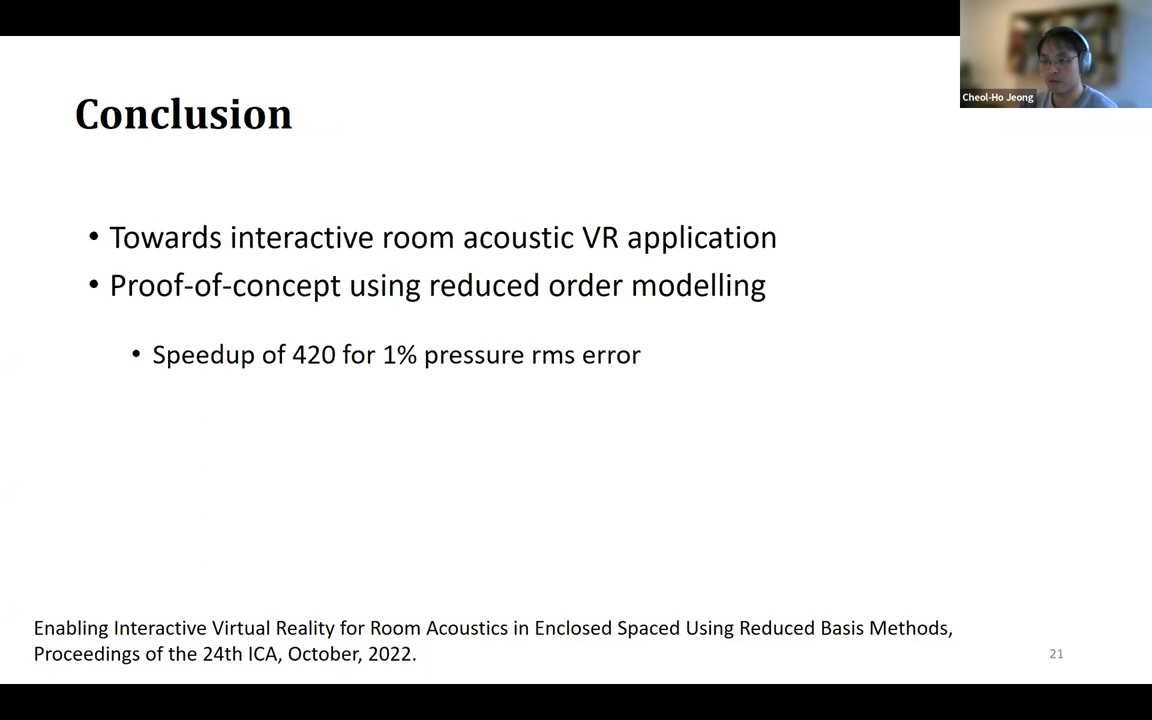 Cheol-Ho Jeong
Conclusion
• Towards interactive room acoustic VR application
• Proof-of-concept using reduced order modelling
• Speedup of 420 for 1% pressure rms error
Enabling Interactive Virtual Reality for Room Acoustics in Enclosed Spaced Using Reduced Basis Methods,
Proceedings of the 24th ICA, October, 2022.
21